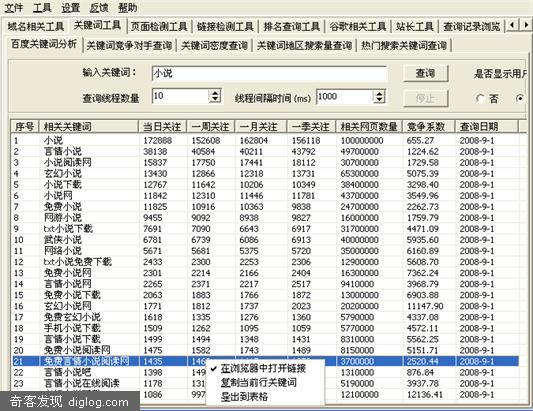 文件 工具 设置 反馈 帮助
域名相关工具 关键词工具 页面检测工具 链接检测工具 排名查询工具 谷歌相关工具 站长工具 查询记录浏览
百度关键词分析 关键词竞争对手查询 关键词密度查询 关键词地区搜索量查询 热门搜索关键词查询
输入关键词： 小说 查询 是否显示用户
查询线程数量 10 线程间隔时间 (ms) 1000 停止 否
序号 相关关键词 当日关注 一周关注 一月关注 一季关注 相关网页数量 竞争系数 查询日期
1 小说 172888 152608 162804 156118 100000000 655.27 2008-9-1
2 言情小说 38138 40584 40211 43792 49700000 1224.62 2008-9-1
3 小说阅读网 15837 17750 17441 18112 30700000 1729.58 2008-9-1
4 玄幻小说 13430 12866 12318 13731 65300000 5075.39 2008-9-1
5 小说下载 12767 11642 10206 10349 38400000 3298.40 2008-9-1
6 小说网 11842 12310 11446 11781 43700000 3549.96 2008-9-1
7 免费小说 11825 10916 10363 9838 24700000 2262.73 2008-9-1
8 网游小说 9455 9092 8938 9827 16000000 1759.79 2008-9-1
9 txt小说下载 7691 7090 6643 6917 31700000 4471.09 2008-9-1
10 武侠小说 6781 6739 6086 6913 40000000 5935.60 2008-9-1
11 网络小说 5671 5681 5375 5720 35000000 6160.89 2008-9-1
12 txt小说免费下载 2433 2300 2253 2306 12900000 5608.70 2008-9-1
13 免费小说网 2301 2214 2166 2404 16300000 7362.24 2008-9-1
14 言情小说网 2265 2371 2217 2517 9410000 3968.79 2008-9-1
15 免费小说下载 2063 1883 1766 1872 13000000 6903.88 2008-9-1
16 玄幻小说网 1771 1812 1737 2023 20200000 11147.90 2008-9-1
17 免费玄幻小说 1618 1335 1276 1360 5790000 4337.08 2008-9-1
18 手机小说下载 1509 1262 1095 1059 5770000 4572.11 2008-9-1
19 言情小说下载 1499 1494 1348 1431 8310000 5562.25 2008-9-1
20 免费小说阅读网 1475 1582 1743 1489 8150000 5151.71 2008-9-1
21 免费言情小说阅读网 1435 3700000 2520.44 2008-9-1
22 言情小说吧 1398 1310000 876.84 2008-9-1
23 言情小说在线阅读 1178 5190000 3937.78 2008-9-1
1086 12100000 12136.41 2008-9-1
在浏览器中打开链接
复制当前行关键词
导出到表格
奇客发现 diglog.com